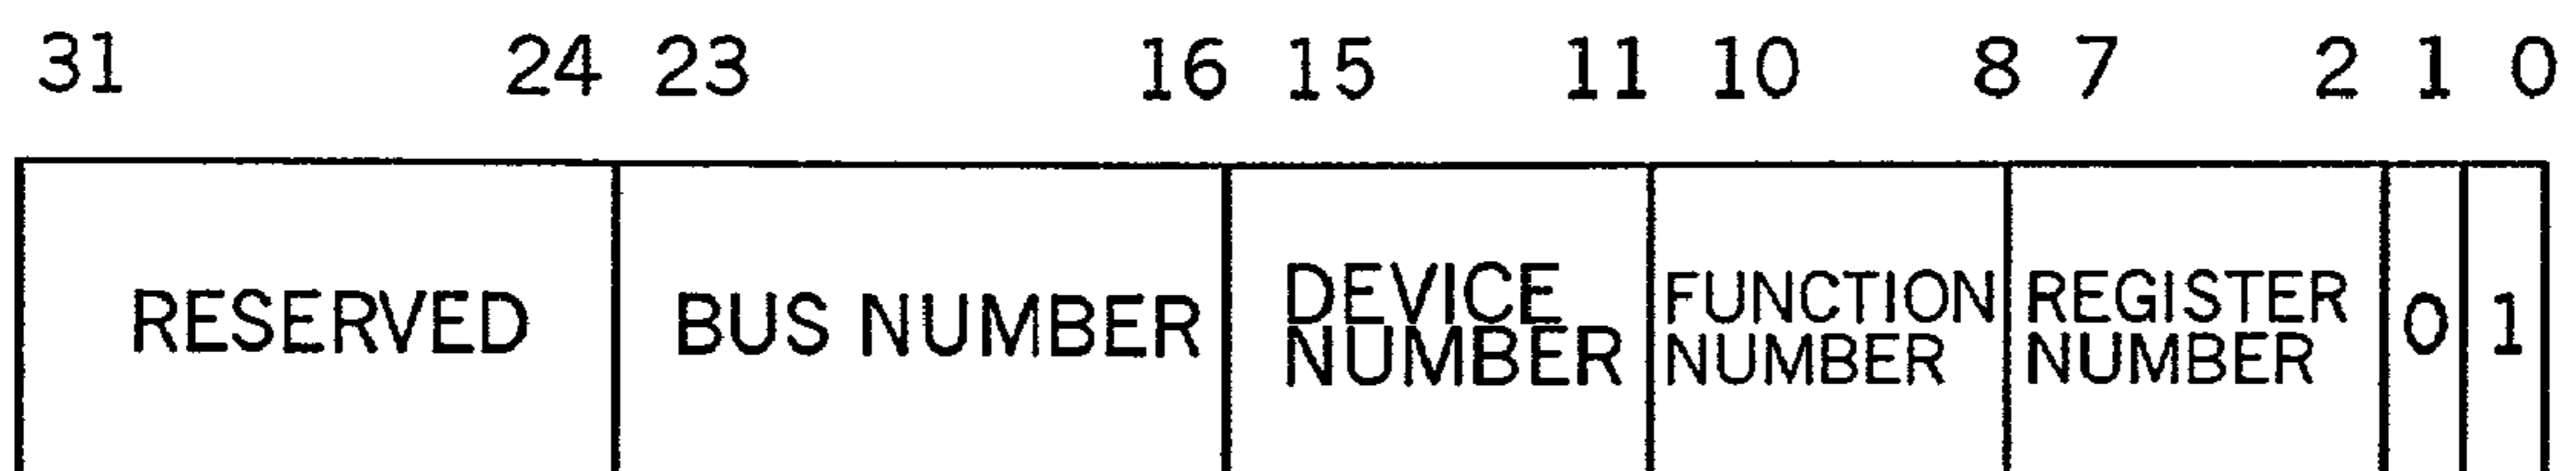 31 24 23 16 15 11 10 8 7 2 1 0
RESERVED
BUS NUMBER
DEVICE
NUMBER
FUNCTION
NUMBER
REGISTER
NUMBER
0
1